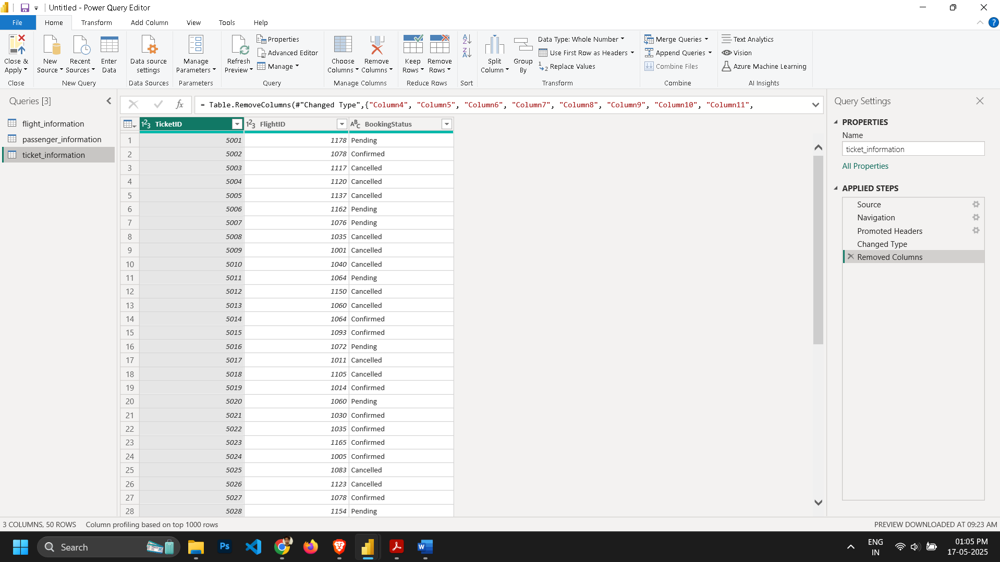 Untitled - Power Query Editor
File Home Transform Add Column View Tools Help
Close & Apply
New Source
Recent Sources
Enter Data
Data source settings
Manage Parameters
Refresh Preview
Properties
Advanced Editor
Manage
Choose Columns
Remove Columns
Keep Rows
Remove Rows
Split Column
Group By
Data Type: Whole Number
Use First Row as Headers
Replace Values
Merge Queries
Append Queries
Combine Files
Text Analytics
Vision
Azure Machine Learning
Close New Query Data Sources Parameters Query Manage Columns Reduce Rows Sort Transform Combine AI Insights
Queries [3]
flight_information
passenger_information
ticket_information
fx = Table.RemoveColumns(#"Changed Type",{"Column4", "Column5", "Column6", "Column7", "Column8", "Column9", "Column10", "Column11",
123 TicketID 123 FlightID ABC BookingStatus
1 5001 1178 Pending
2 5002 1078 Confirmed
3 5003 1117 Cancelled
4 5004 1120 Cancelled
5 5005 1137 Cancelled
6 5006 1162 Pending
7 5007 1076 Pending
8 5008 1035 Cancelled
9 5009 1001 Cancelled
10 5010 1040 Cancelled
11 5011 1064 Pending
12 5012 1150 Cancelled
13 5013 1060 Cancelled
14 5014 1064 Confirmed
15 5015 1093 Confirmed
16 5016 1072 Pending
17 5017 1011 Cancelled
18 5018 1105 Cancelled
19 5019 1014 Confirmed
20 5020 1060 Pending
21 5021 1030 Confirmed
22 5022 1035 Confirmed
23 5023 1165 Confirmed
24 5024 1005 Confirmed
25 5025 1083 Cancelled
26 5026 1123 Cancelled
27 5027 1078 Confirmed
28 5028 1154 Pending
Query Settings
PROPERTIES
Name
ticket_information
All Properties
APPLIED STEPS
Source
Navigation
Promoted Headers
Changed Type
Removed Columns
3 COLUMNS, 50 ROWS Column profiling based on top 1000 rows
PREVIEW DOWNLOADED AT 09:23 AM
Search
Ps
ENG
IN
01:05 PM
17-05-2025